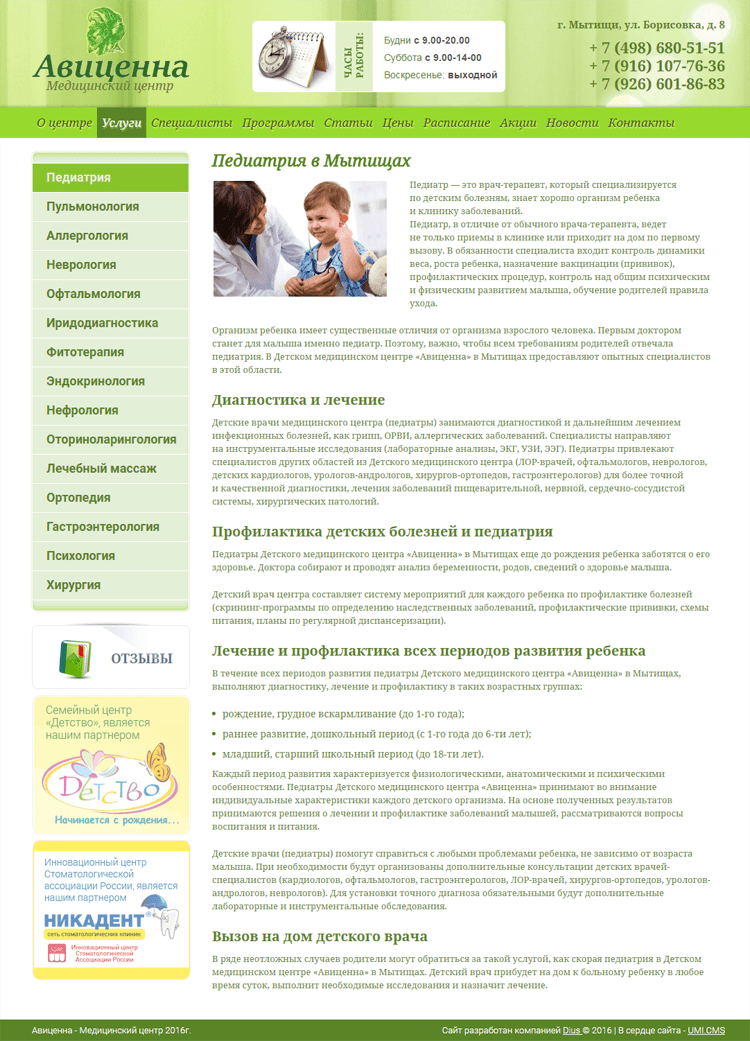 Авиценна
Медицинский центр
ЧАСЫ
РАБОТЫ:
Будни с 9.00-20.00
Суббота с 9.00-14-00
Воскресенье: выходной
г. Мытищи, ул. Борисовка, д. 8
+ 7 (498) 680-51-51
+ 7 (916) 107-76-36
+ 7 (926) 601-86-83
О центре Услуги Специалисты Программы Статьи Цены Расписание Акции Новости Контакты
Педиатрия
Пульмонология
Аллергология
Неврология
Офтальмология
Иридодиагностика
Фитотерапия
Эндокринология
Нефрология
Оториноларингология
Лечебный массаж
Ортопедия
Гастроэнтерология
Психология
Хирургия
ОТЗЫВЫ
Семейный центр
«Детство», является
нашим партнером
Детство
Начинается с рождения...
Инновационный центр
Стоматологической
ассоциации России, является
нашим партнером
НИКАДЕНТ®
сеть стоматологических клиник
Инновационный центр
Стоматологической
Ассоциации России
Педиатрия в Мытищах
Педиатр — это врач-терапевт, который специализируется
по детским болезням, знает хорошо организм ребенка
и клинику заболеваний.
Педиатр, в отличие от обычного врача-терапевта, ведет
не только приемы в клинике или приходит на дом по первому
вызову. В обязанности специалиста входит контроль динамики
веса, роста ребенка, назначение вакцинации (прививок),
профилактических процедур, контроль над общим психическим
и физическим развитием малыша, обучение родителей правила
ухода.
Организм ребенка имеет существенные отличия от организма взрослого человека. Первым доктором
станет для малыша именно педиатр. Поэтому, важно, чтобы всем требованиям родителей отвечала
педиатрия. В Детском медицинском центре «Авиценна» в Мытищах предоставляют опытных специалистов
в этой области.
Диагностика и лечение
Детские врачи медицинского центра (педиатры) занимаются диагностикой и дальнейшим лечением
инфекционных болезней, как грипп, ОРВИ, аллергических заболеваний. Специалисты направляют
на инструментальные исследования (лабораторные анализы, ЭКГ, УЗИ, ЭЭГ). Педиатры привлекают
специалистов других областей из Детского медицинского центра (ЛОР-врачей, офтальмологов, неврологов,
детских кардиологов, урологов-андрологов, хирургов-ортопедов, гастроэнтерологов) для более точной
и качественной диагностики, лечения заболеваний пищеварительной, нервной, сердечно-сосудистой
системы, хирургических патологий.
Профилактика детских болезней и педиатрия
Педиатры Детского медицинского центра «Авиценна» в Мытищах еще до рождения ребенка заботятся о его
здоровье. Доктора собирают и проводят анализ беременности, родов, сведений о здоровье малыша.
Детский врач центра составляет систему мероприятий для каждого ребенка по профилактике болезней
(скрининг-программы по определению наследственных заболеваний, профилактические прививки, схемы
питания, планы по регулярной диспансеризации).
Лечение и профилактика всех периодов развития ребенка
В течение всех периодов развития педиатры Детского медицинского центра «Авиценна» в Мытищах,
выполняют диагностику, лечение и профилактику в таких возрастных группах:
• рождение, грудное вскармливание (до 1-го года);
• раннее развитие, дошкольный период (с 1-го года до 6-ти лет);
• младший, старший школьный период (до 18-ти лет).
Каждый период развития характеризуется физиологическими, анатомическими и психическими
особенностями. Педиатры Детского медицинского центра «Авиценна» принимают во внимание
индивидуальные характеристики каждого детского организма. На основе полученных результатов
принимаются решения о лечении и профилактике заболеваний малышей, рассматриваются вопросы
воспитания и питания.
Детские врачи (педиатры) помогут справиться с любыми проблемами ребенка, не зависимо от возраста
малыша. При необходимости будут организованы дополнительные консультации детских врачей-
специалистов (кардиологов, офтальмологов, гастроэнтерологов, ЛОР-врачей, хирургов-ортопедов, урологов-
андрологов, неврологов). Для установки точного диагноза обязательными будут дополнительные
лабораторные и инструментальные обследования.
Вызов на дом детского врача
В ряде неотложных случаев родители могут обратиться за такой услугой, как скорая педиатрия в Детском
медицинском центре «Авиценна» в Мытищах. Детский врач прибудет на дом к больному ребенку в любое
время суток, выполнит необходимые исследования и назначит лечение.
Авиценна - Медицинский центр 2016г.
Сайт разработан компанией Dius © 2016 | В сердце сайта - UMI.CMS